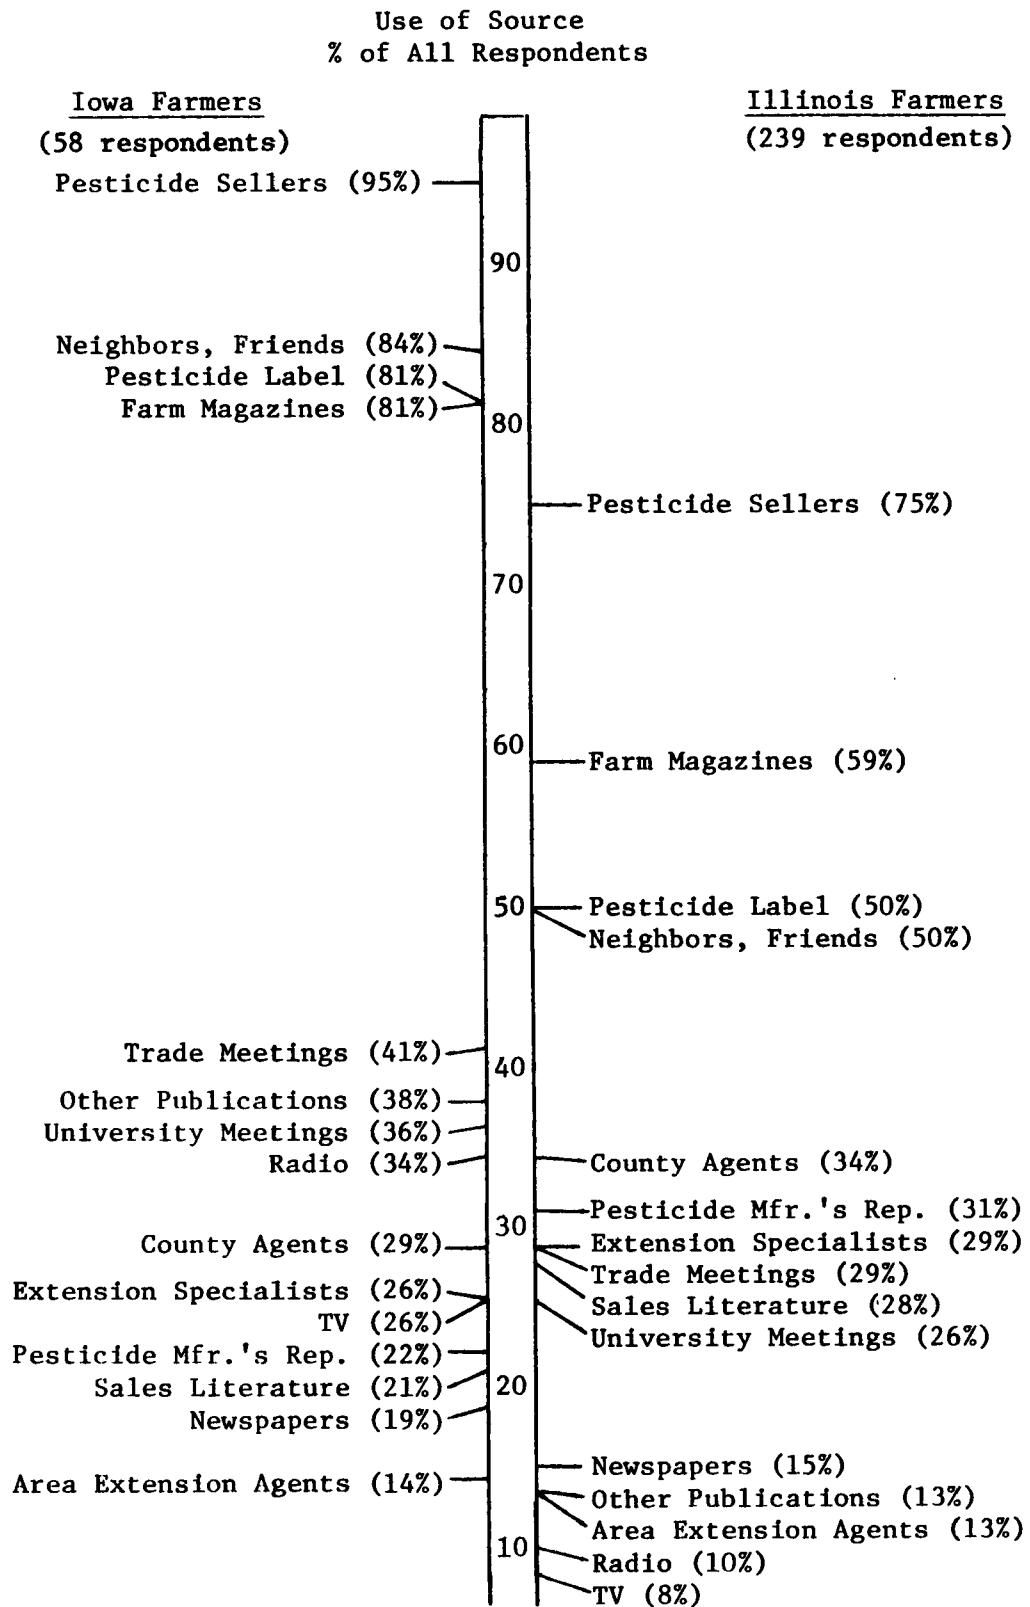 Use of Source
% of All Respondents
Iowa Farmers
(58 respondents)
Illinois Farmers
(239 respondents)
Pesticide Sellers (95%)
90
Neighbors, Friends (84%)
Pesticide Label (81%)
Farm Magazines (81%)
80
Pesticide Sellers (75%)
70
60
Farm Magazines (59%)
50
Pesticide Label (50%)
Neighbors, Friends (50%)
Trade Meetings (41%)
40
Other Publications (38%)
University Meetings (36%)
Radio (34%)
County Agents (34%)
Pesticide Mfr.'s Rep. (31%)
30
County Agents (29%)
Extension Specialists (29%)
Trade Meetings (29%)
Extension Specialists (26%)
Sales Literature (28%)
TV (26%)
University Meetings (26%)
Pesticide Mfr.'s Rep. (22%)
Sales Literature (21%)
20
Newspapers (19%)
Newspapers (15%)
Area Extension Agents (14%)
Other Publications (13%)
Area Extension Agents (13%)
10
Radio (10%)
TV (8%)